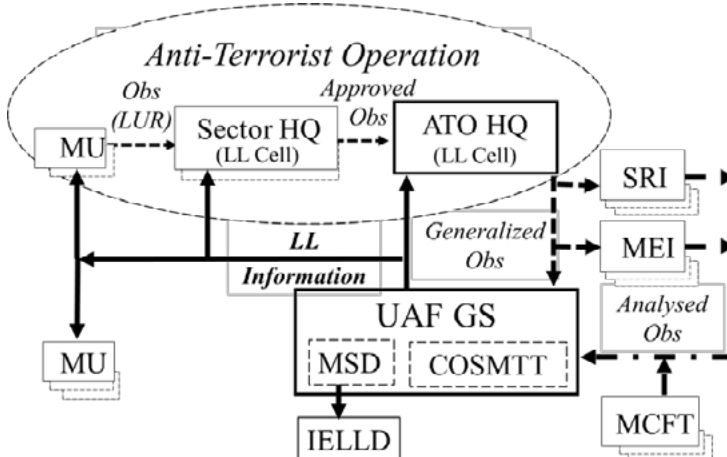 Anti-Terrorist Operation
Obs
(LUR)
Approved
Obs
MU
Sector HQ
(LL Cell)
ATO HQ
(LL Cell)
SRI
LL
Information
Generalized
Obs
MEI
UAF GS
MSD
COSMTT
Analysed
Obs
MU
IELLD
MCFT